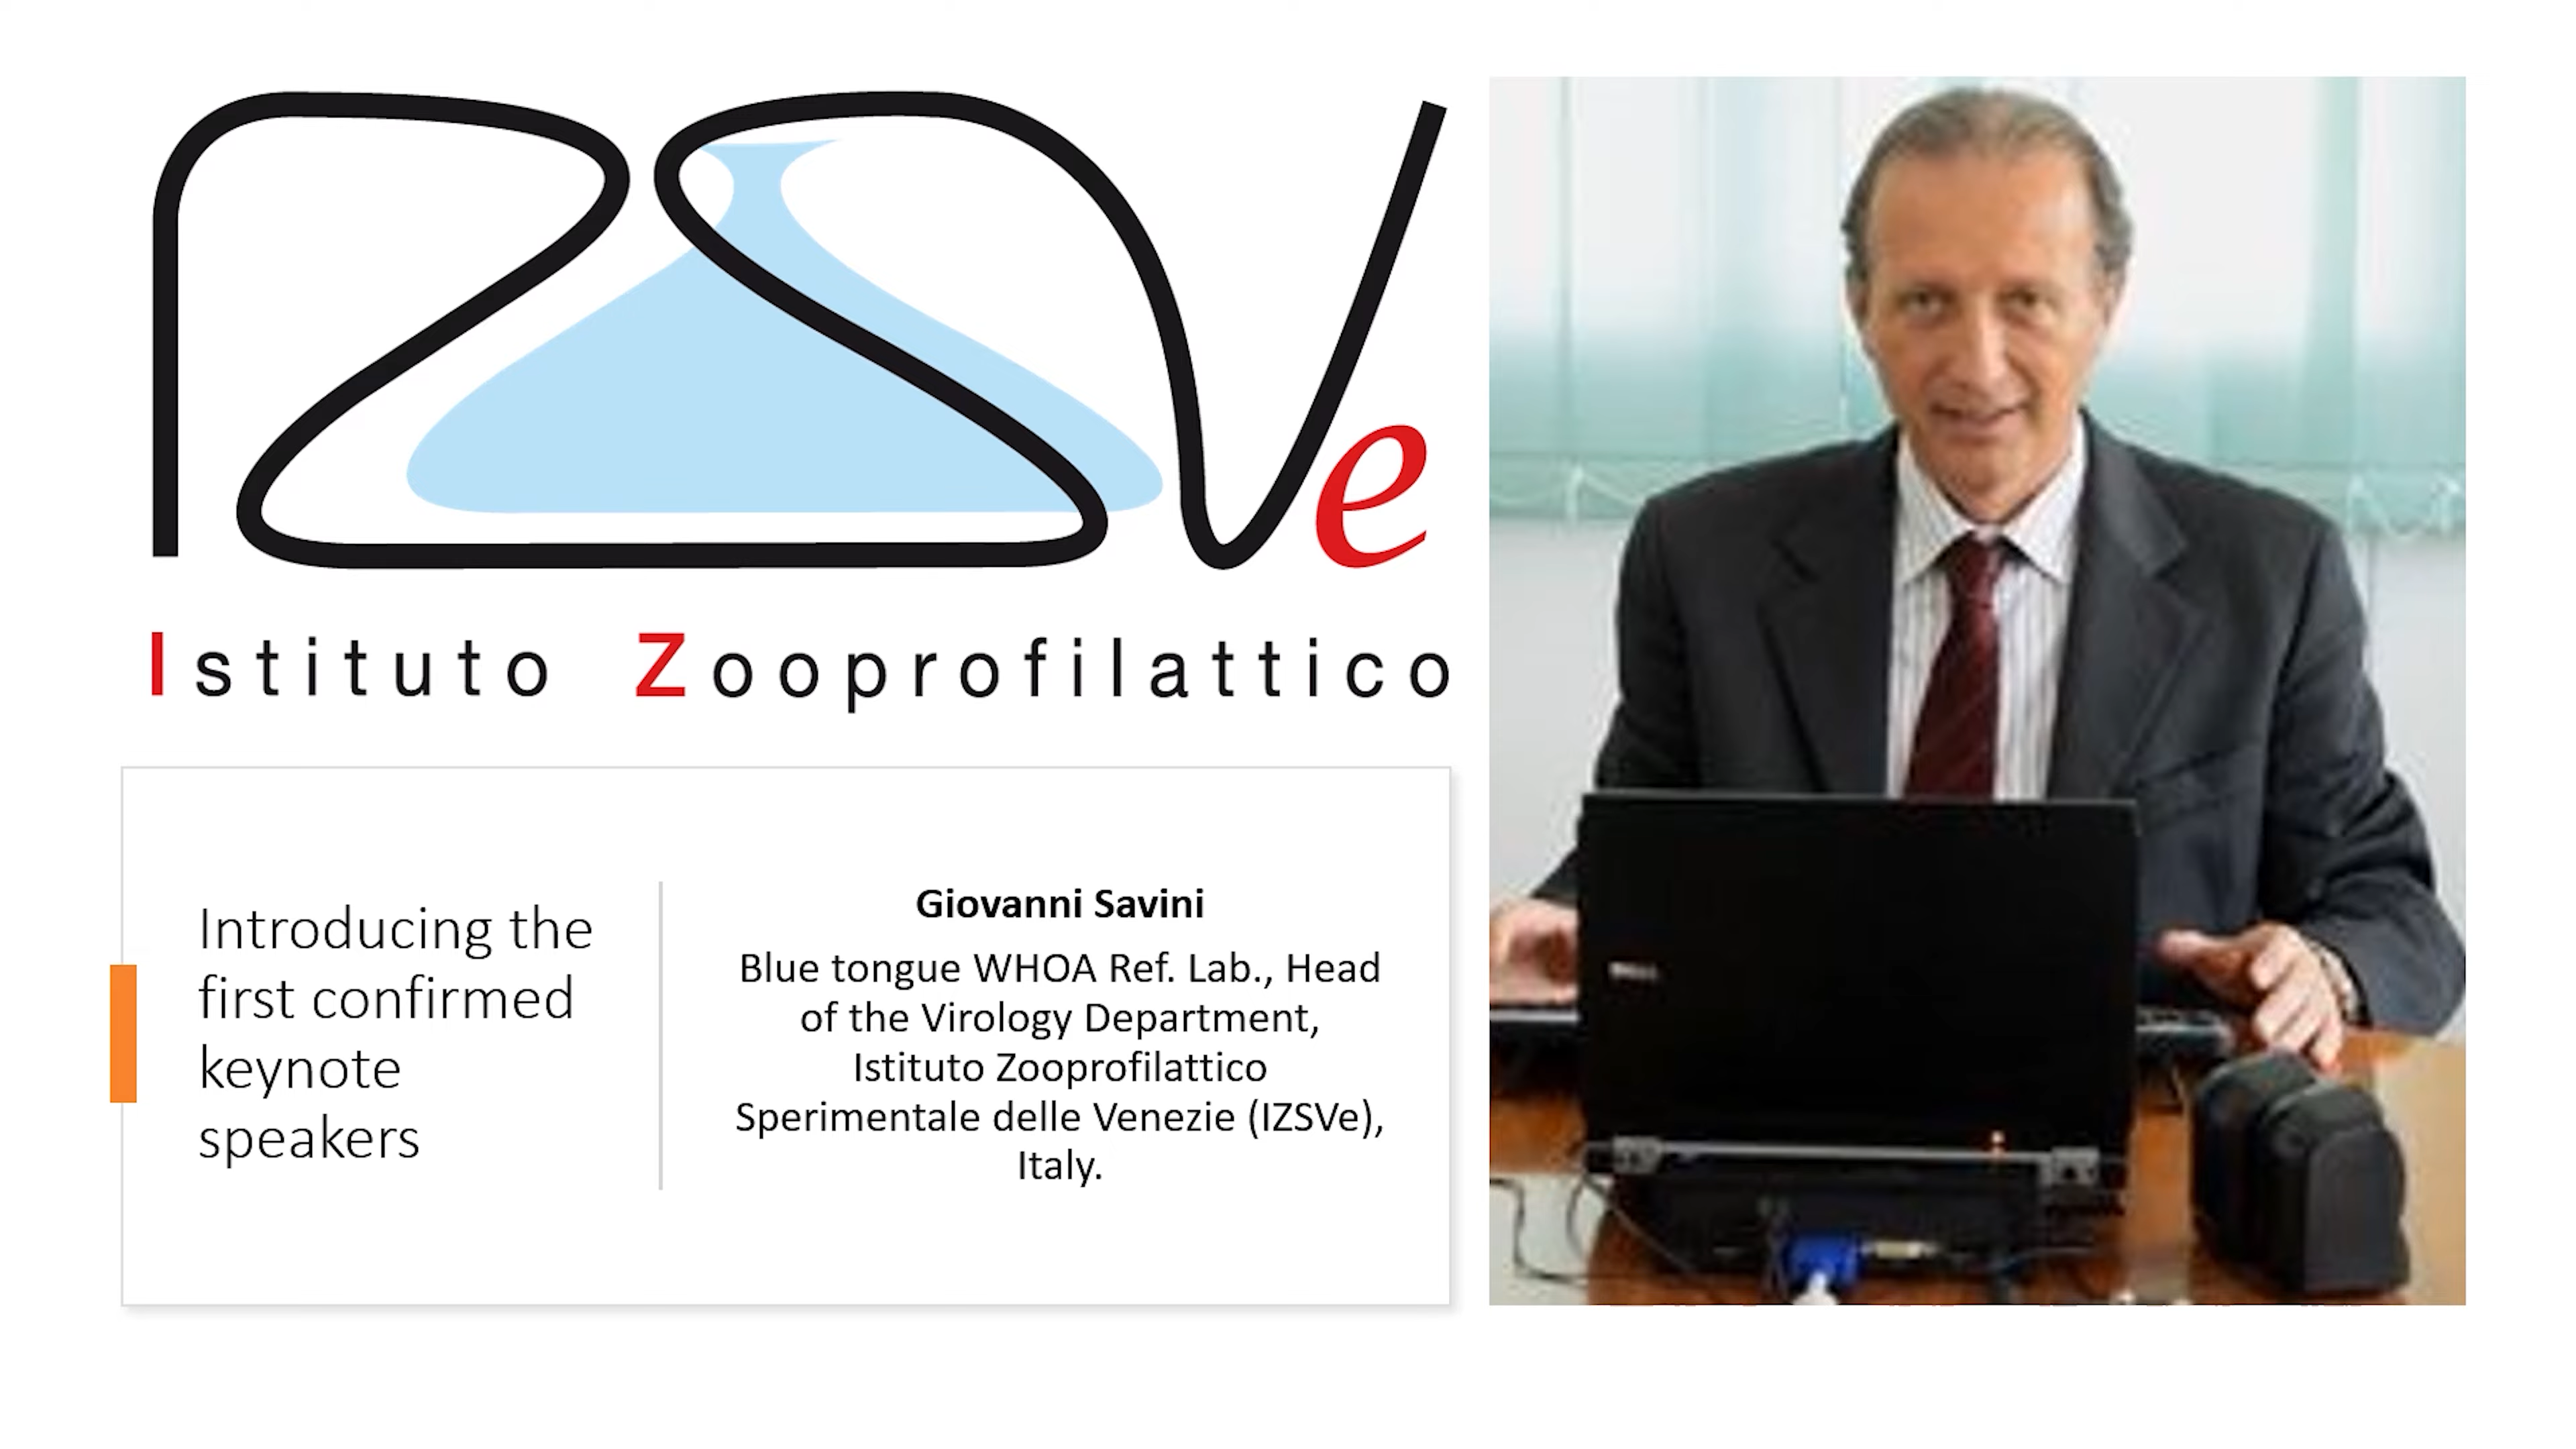 IZSVe
Istituto Zooprofilattico
Introducing the
first confirmed
keynote
speakers
Giovanni Savini
Blue tongue WHOA Ref. Lab., Head
of the Virology Department,
Istituto Zooprofilattico
Sperimentale delle Venezie (IZSVe),
Italy.
DELL